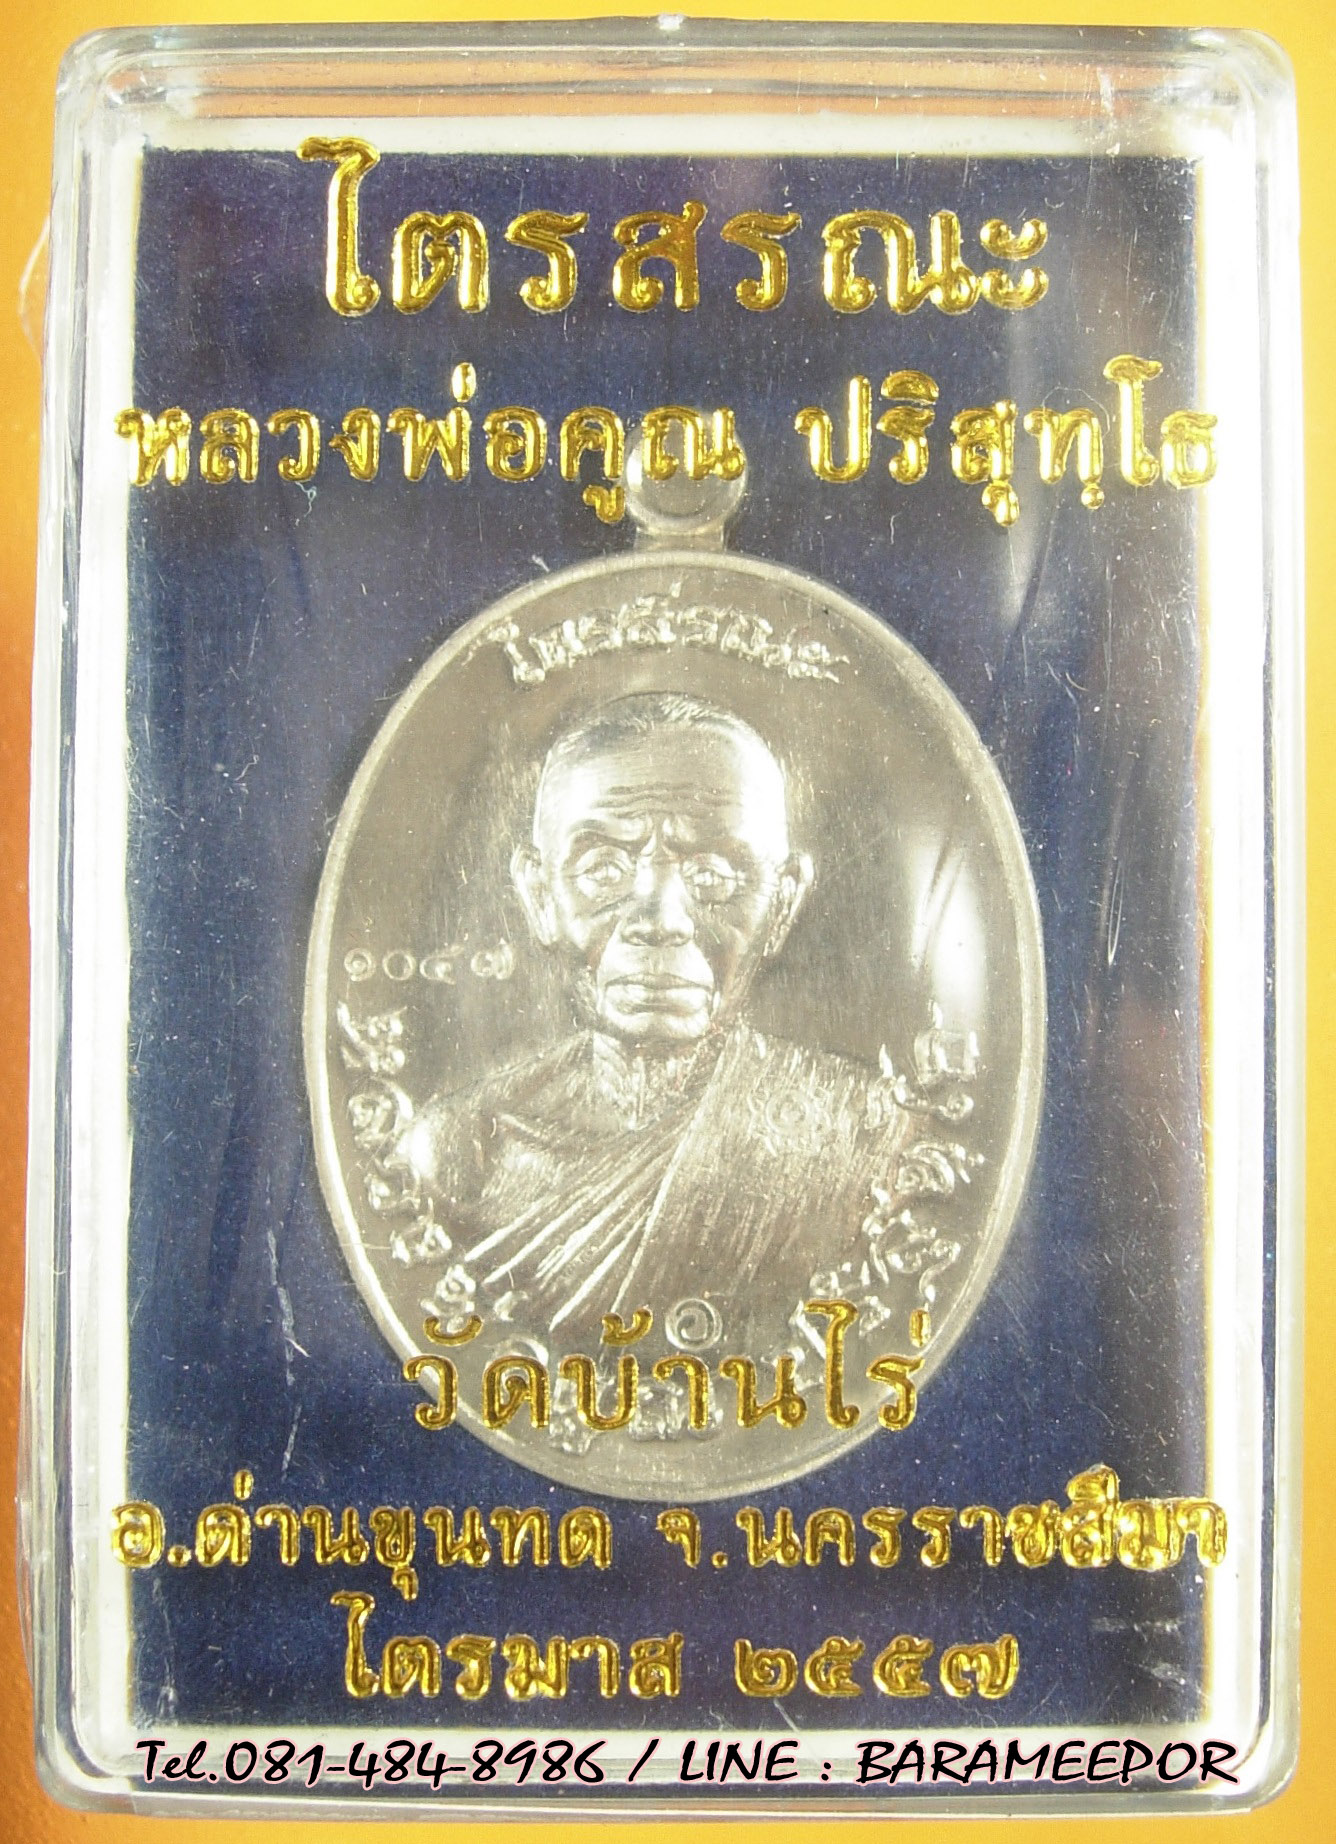 ไตรสรณะ
หลวงพ่อคูณ ปริสุทฺโธ
ไตรสรณะ
๑๐๔๗
วัดบ้านไร่
อ.ด่านขุนทด จ.นครราชสีมา
ไตรมาส ๒๕๕๗
Tel.081-484-8986 / LINE : BARAMEEPOR